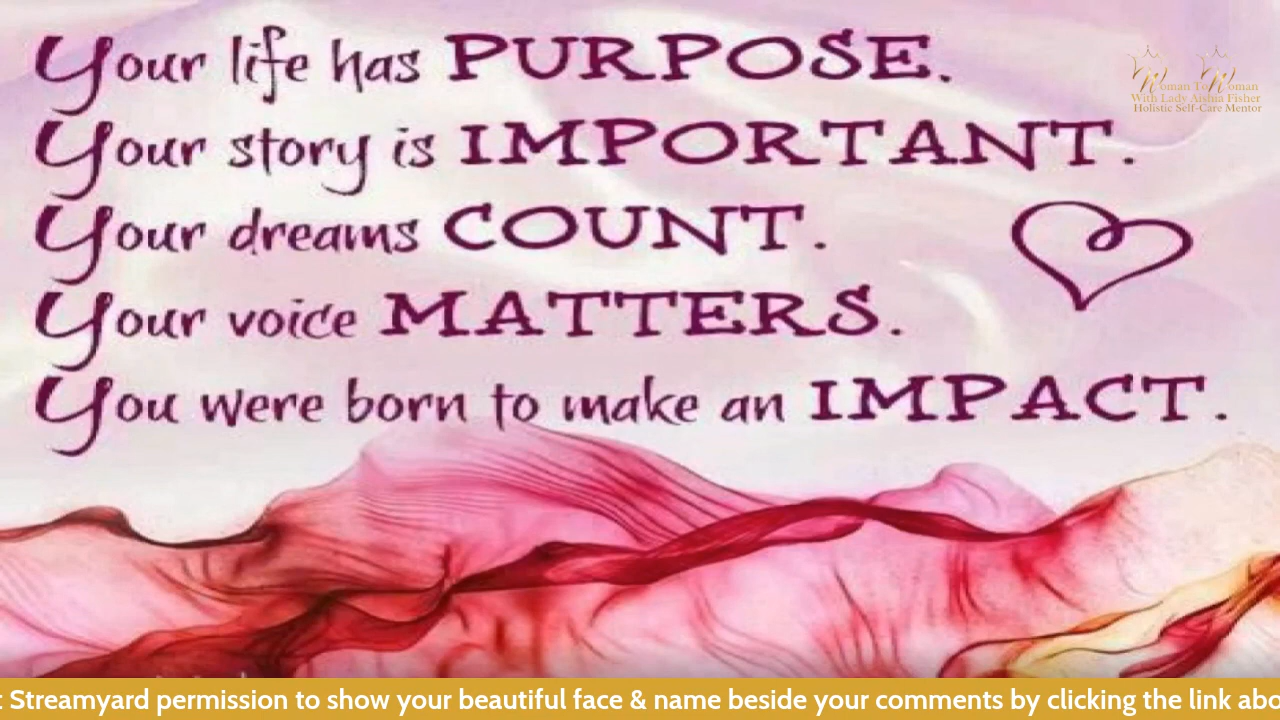 Your life has PURPOSE.
Your story is IMPORTANT.
Your dreams COUNT.
Your voice MATTERS.
You were born to make an IMPACT.
Woman To Woman
With Lady Aishia Fisher
Holistic Self-Care Mentor
Streamyard permission to show your beautiful face & name beside your comments by clicking the link